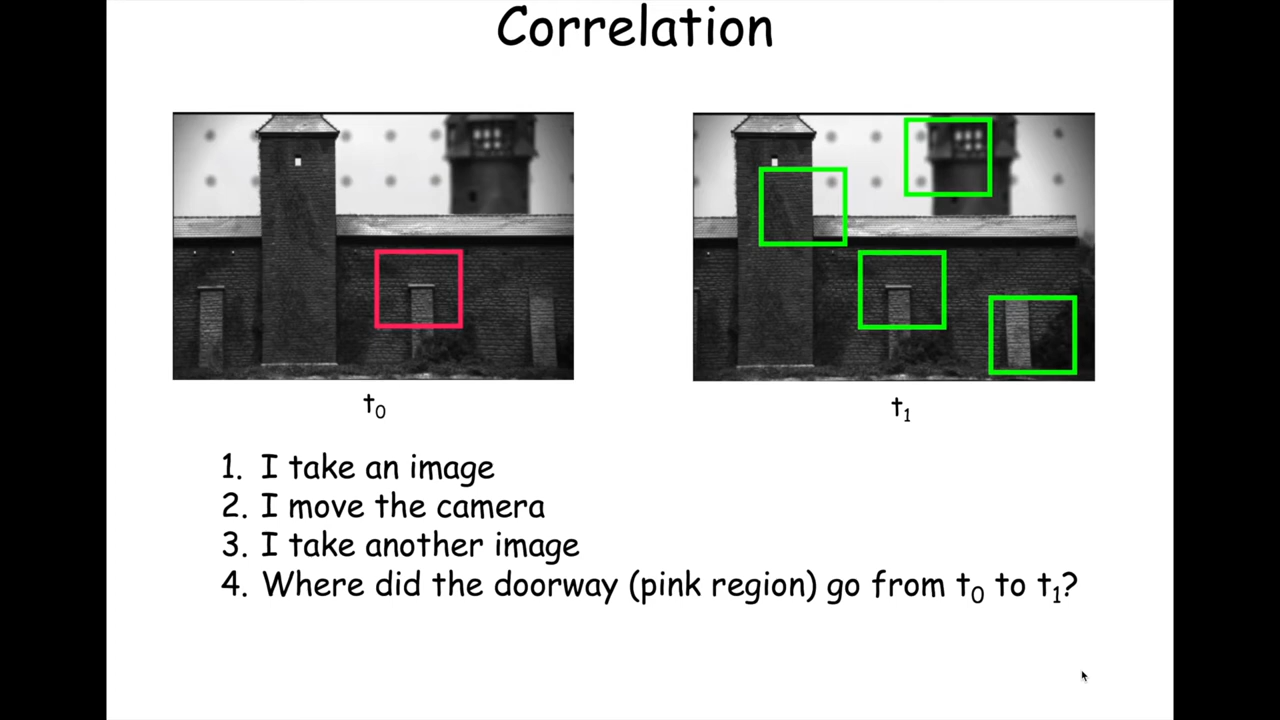 Correlation
t₀
t₁
1. I take an image
2. I move the camera
3. I take another image
4. Where did the doorway (pink region) go from t₀ to t₁?